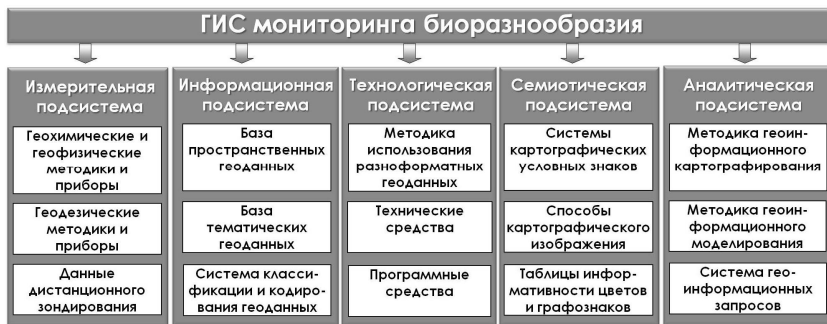 ГИС мониторинга биоразнообразия
Измерительная
подсистема
Геохимические и
геофизические
методики и
приборы
Геодезические
методики и
приборы
Данные
дистанционного
зондирования
Информационная
подсистема
База
пространственных
геоданных
База
тематических
геоданных
Система класси-
фикации и кодиро-
вания геоданных
Технологическая
подсистема
Методика
использования
разноформатных
геоданных
Технические
средства
Программные
средства
Семиотическая
подсистема
Системы
картографических
условных знаков
Способы
картографического
изображения
Таблицы инфор-
мативности цветов
и графознаков
Аналитическая
подсистема
Методика геоин-
формационного
картографирования
Методика геоин-
формационного
моделирования
Система гео-
информационных
запросов